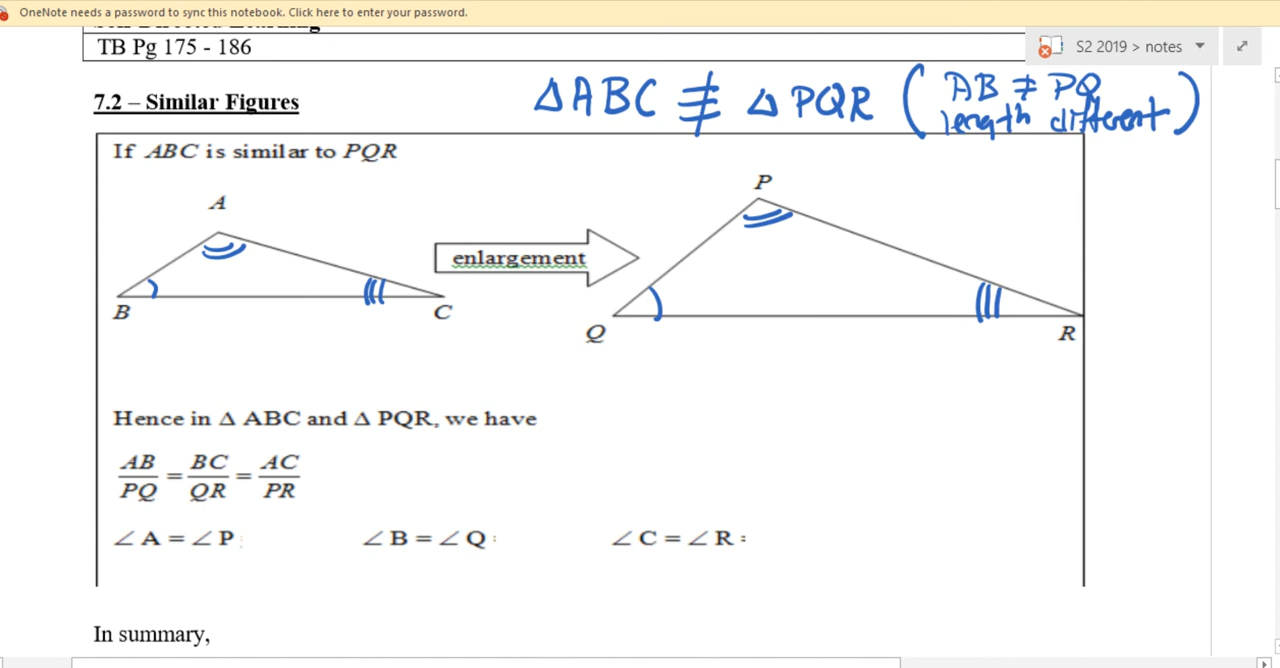 OneNote needs a password to sync this notebook. Click here to enter your password.
TB Pg 175 - 186
S2 2019 > notes
7.2 – Similar Figures
△ABC ≢ △PQR (AB ≠ PQ
length different)
If ABC is similar to PQR
A
B
C
enlargement
P
Q
R
Hence in Δ ABC and Δ PQR, we have
AB/PQ = BC/QR = AC/PR
∠A = ∠P ∠B = ∠Q ∠C = ∠R
In summary,